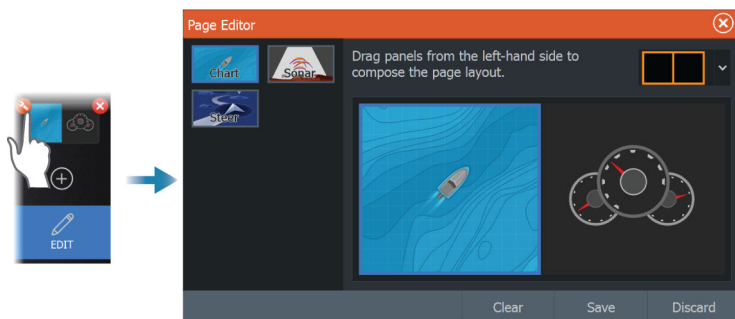 Page Editor
Chart
Sonar
Steer
Drag panels from the left-hand side to
compose the page layout.
EDIT
Clear
Save
Discard